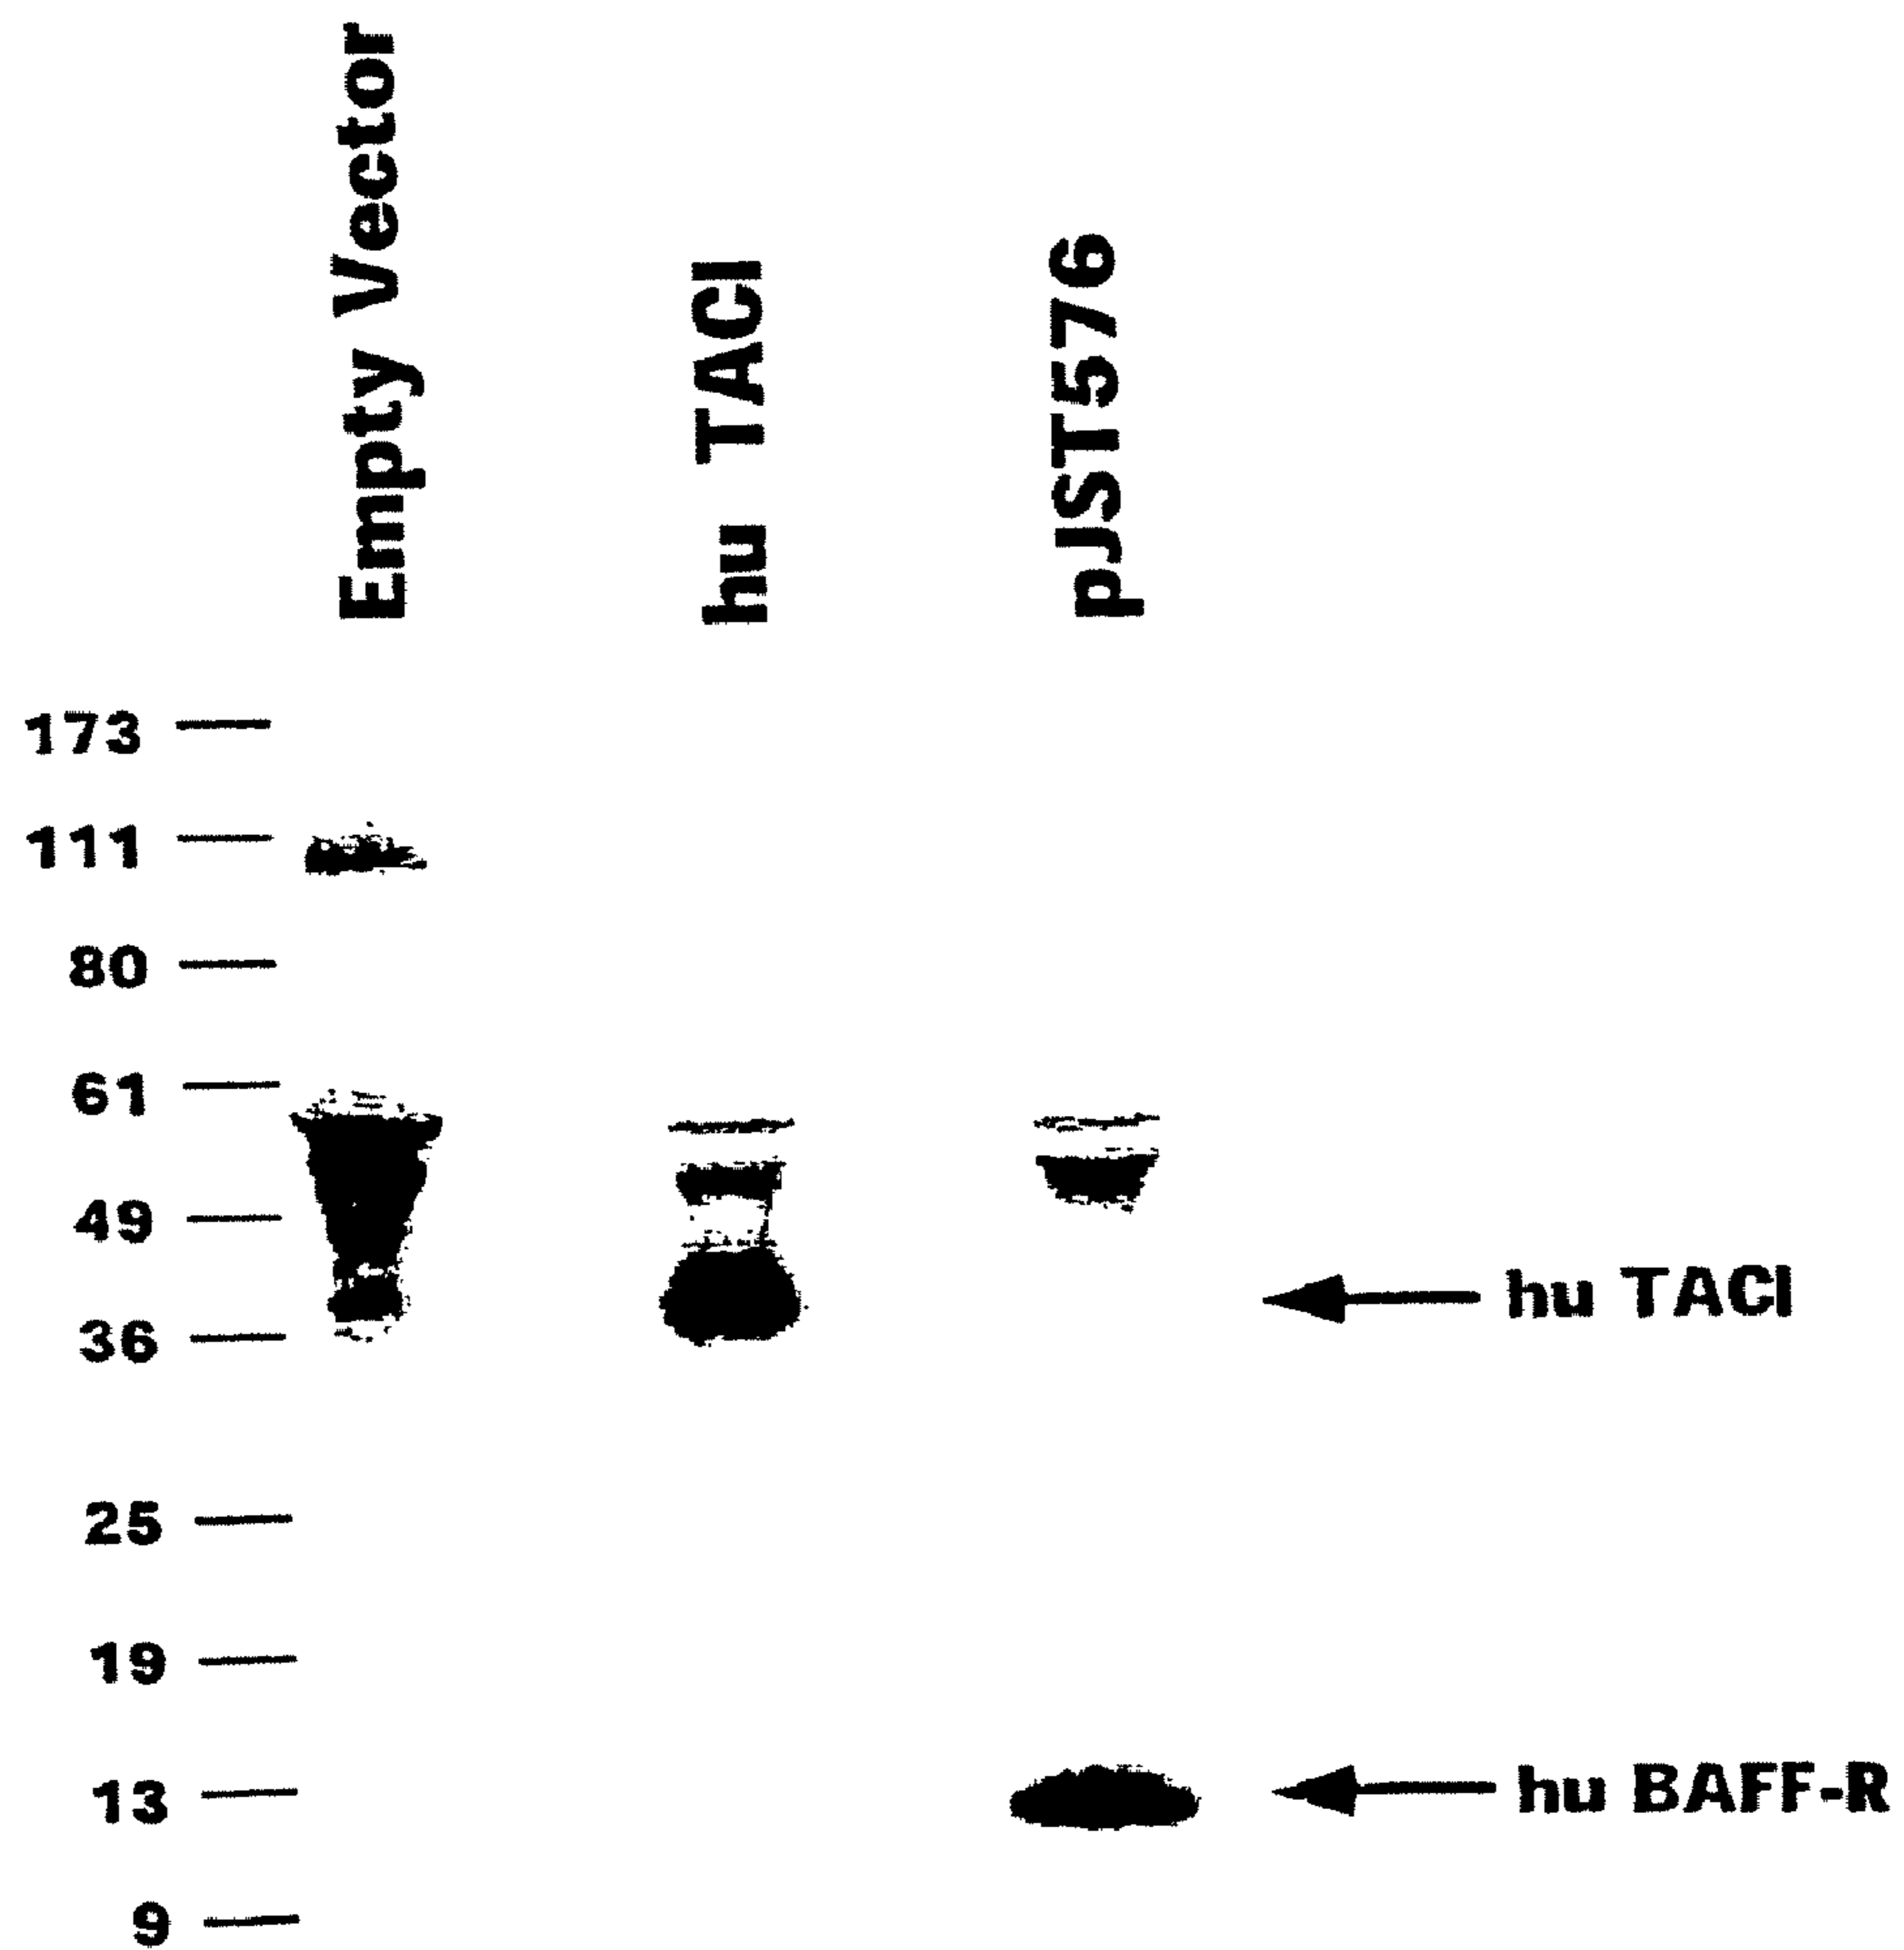 Empty Vector
hu TACI
pJST576
173
111
80
61
49
36
25
19
13
9
hu TACI
hu BAFF-R